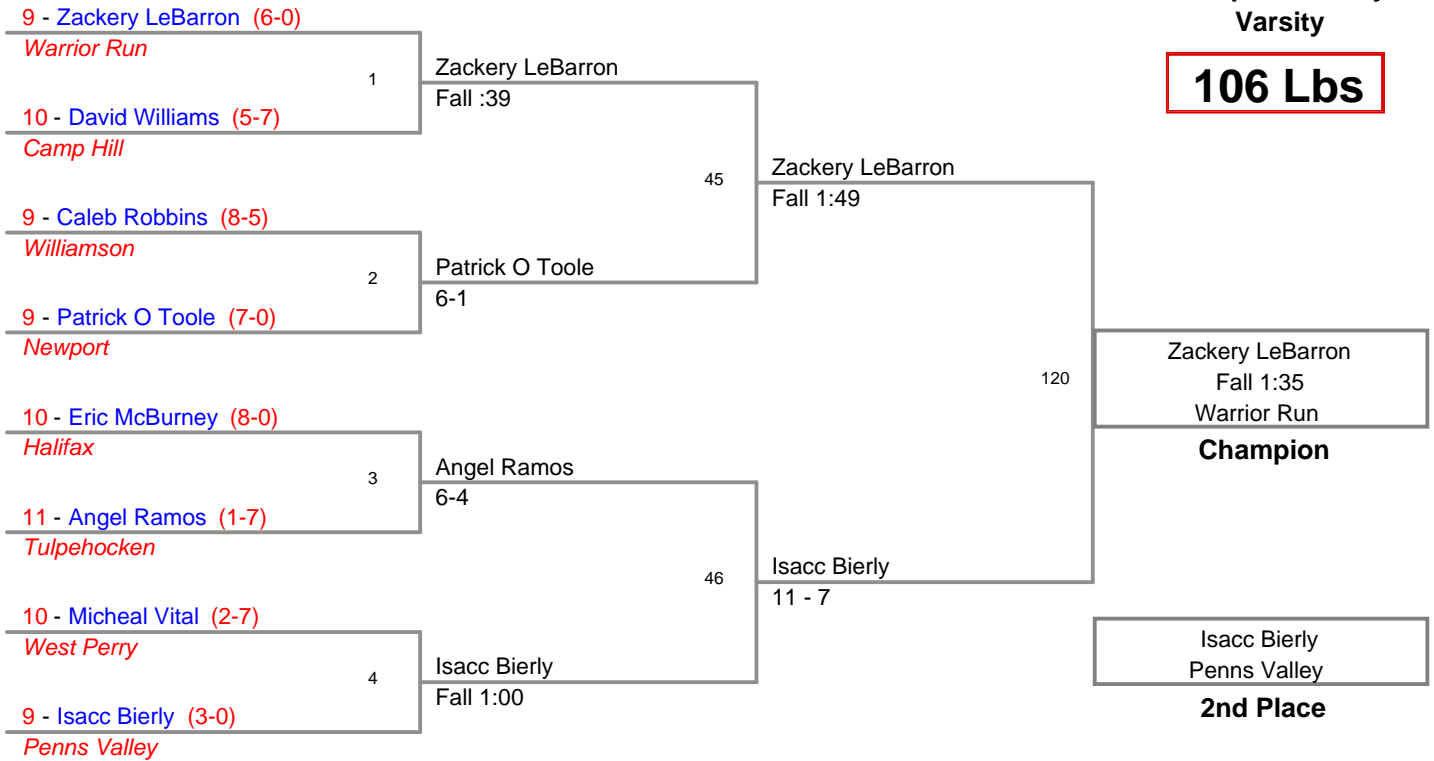 9 - Zackery LeBarron (6-0)
Warrior Run
1
10 - David Williams (5-7)
Camp Hill
Zackery LeBarron
Fall :39
9 - Caleb Robbins (8-5)
Williamson
2
9 - Patrick O Toole (7-0)
Newport
Patrick O Toole
6-1
45
Zackery LeBarron
Fall 1:49
10 - Eric McBurney (8-0)
Halifax
3
11 - Angel Ramos (1-7)
Tulpehocken
Angel Ramos
6-4
10 - Micheal Vital (2-7)
West Perry
4
9 - Isacc Bierly (3-0)
Penns Valley
Isacc Bierly
Fall 1:00
46
Isacc Bierly
11 - 7
120
Varsity
106 Lbs
Zackery LeBarron
Fall 1:35
Warrior Run
Champion
Isacc Bierly
Penns Valley
2nd Place